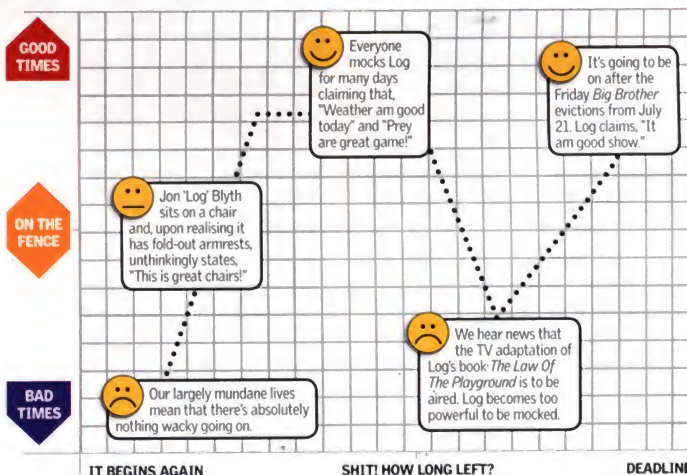 GOOD
TIMES
Everyone
mocks Log
for many days
claiming that,
"Weather am good
today" and "Prey
are great game!"
It's going to be
on after the
Friday Big Brother
evictions from July
21. Log claims, "It
am good show."
ON THE
FENCE
Jon 'Log' Blyth
sits on a chair
and, upon realising it
has fold-out armrests,
unthinkingly states,
"This is great chairs!"
We hear news that
the TV adaptation of
Log's book The Law Of
The Playground is to be
aired. Log becomes too
powerful to be mocked.
BAD
TIMES
Our largely mundane lives
mean that there's absolutely
nothing wacky going on.
IT BEGINS AGAIN
SHIT! HOW LONG LEFT?
DEADLINE